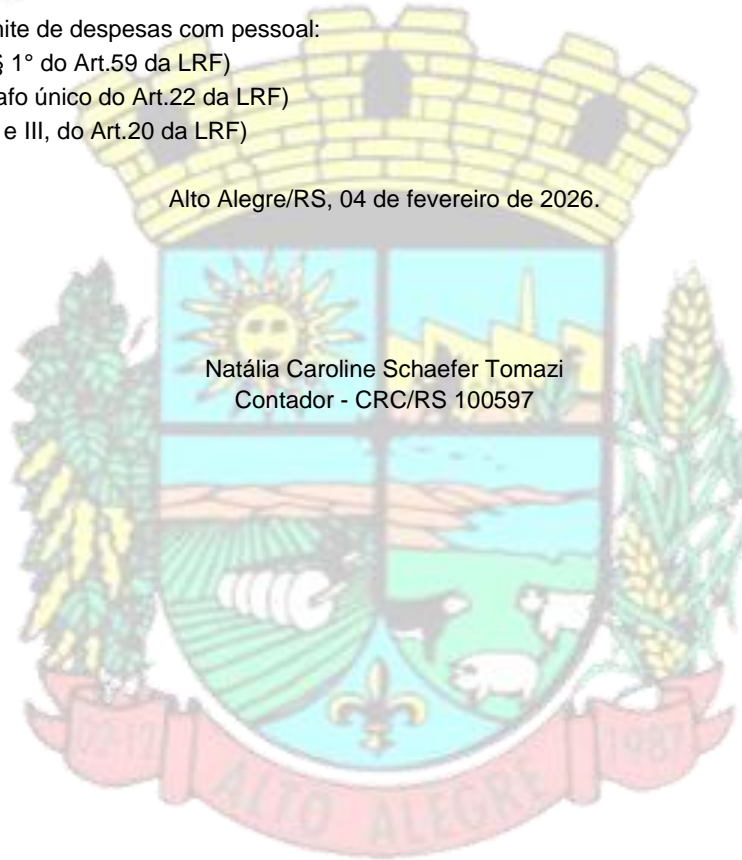 ite de despesas com pessoal:
§ 1° do Art.59 da LRF)
afo único do Art.22 da LRF)
e III, do Art.20 da LRF)
Alto Alegre/RS, 04 de fevereiro de 2026.
Natália Caroline Schaefer Tomazi
Contador - CRC/RS 100597
1987
ALTO ALEGRE